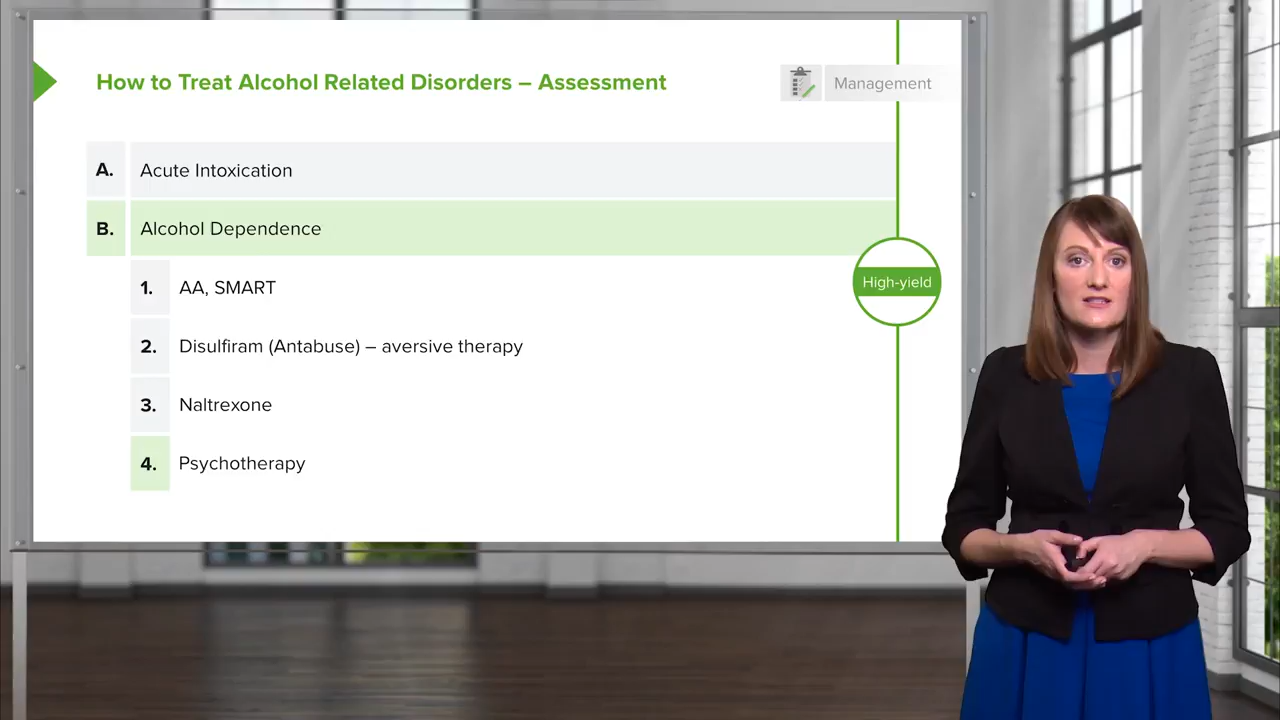 How to Treat Alcohol Related Disorders – Assessment
Management
A. Acute Intoxication
B. Alcohol Dependence
High-yield
1. AA, SMART
2. Disulfiram (Antabuse) – aversive therapy
3. Naltrexone
4. Psychotherapy